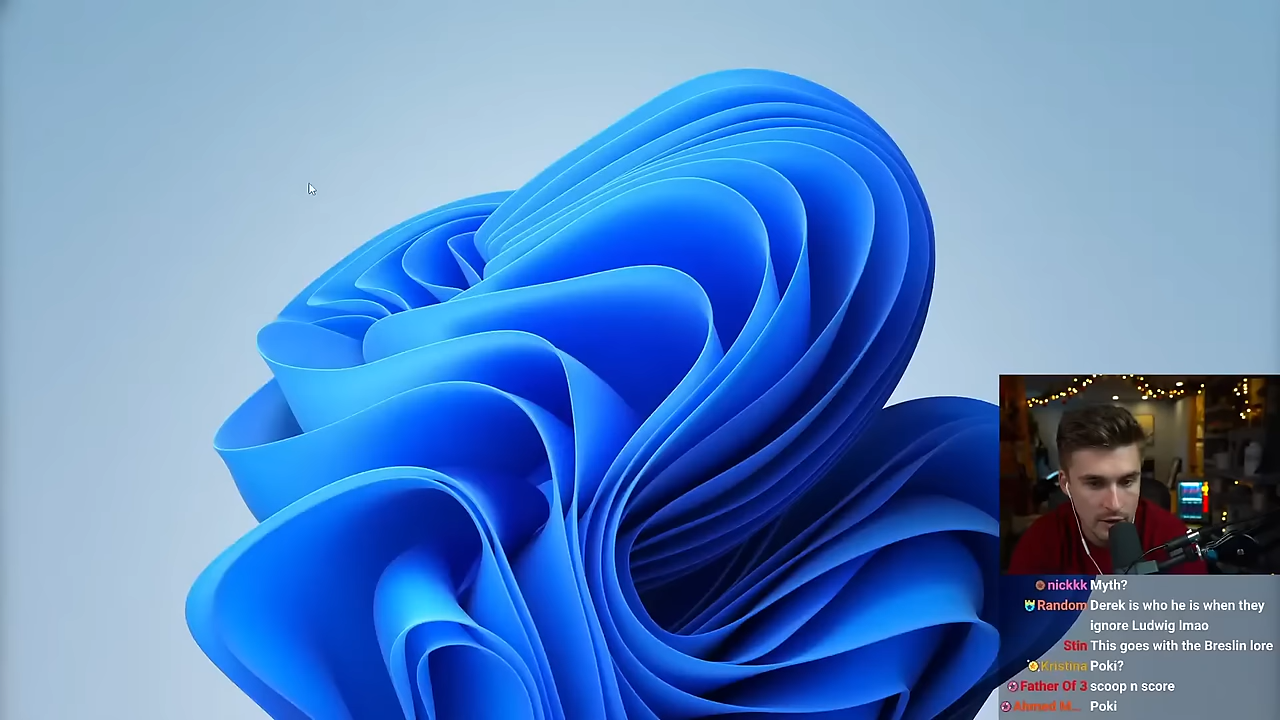 nickkk Myth?
Random Derek is who he is when they
ignore Ludwig lmao
Stin This goes with the Breslin lore
Kristina Poki?
Father Of 3 scoop n score
Ahmed M... Poki